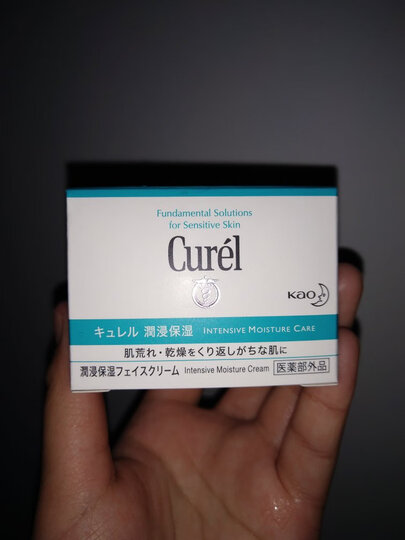 Fundamental Solutions
for Sensitive Skin
Curél
Kao
キュレル 潤浸保湿 INTENSIVE MOISTURE CARE
肌荒れ・乾燥をくり返しがちな肌に
潤浸保湿フェイスクリーム Intensive Moisture Cream 医薬部外品